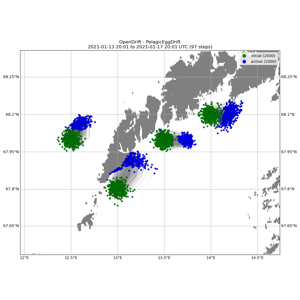 OpenDrift - PelagicEggDrift
2021-01-13 20:01 to 2021-01-17 20:01 UTC (97 steps)
initial (2000)
active (2000)
68.25°N
68.25°N
68.1°N
68.1°N
67.95°N
67.95°N
67.8°N
67.8°N
67.65°N
67.65°N
12°E
12.5°E
13°E
13.5°E
14°E
14.5°E